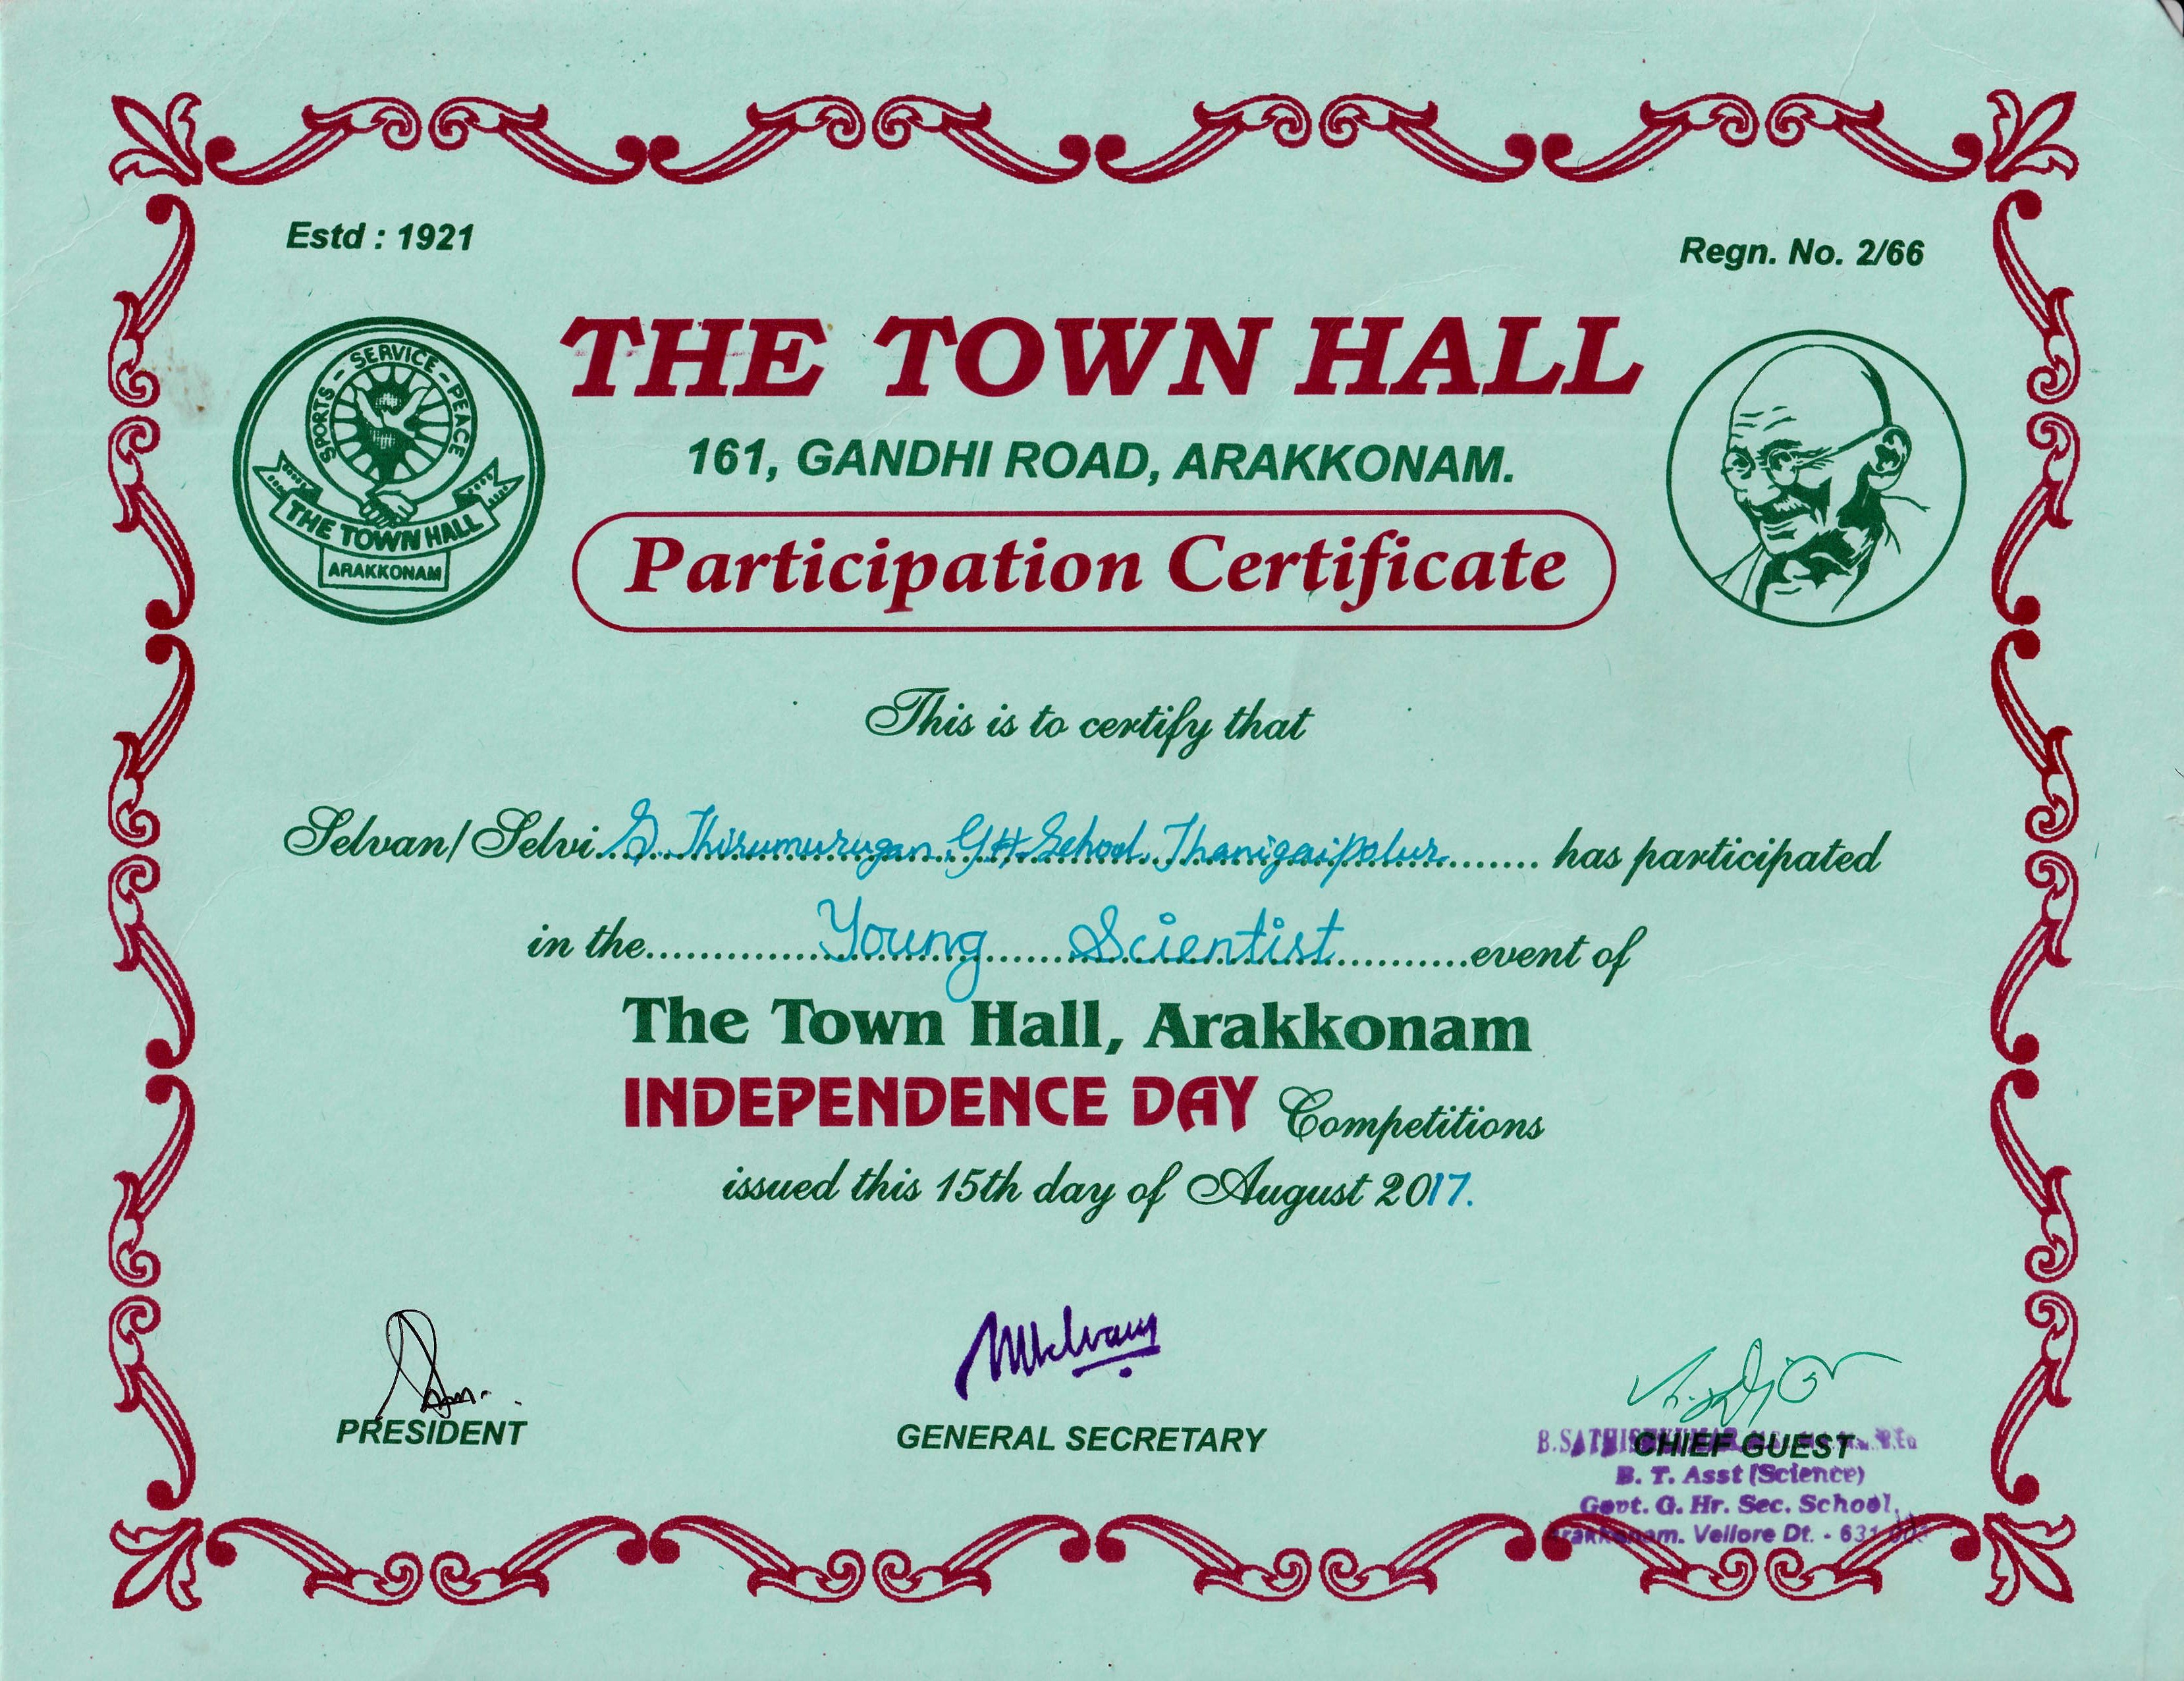 Estd : 1921
Regn. No. 2/66
SPORTS - SERVICE - PEACE
THE TOWN HALL
ARAKKONAM
THE TOWN HALL
161, GANDHI ROAD, ARAKKONAM.
Participation Certificate
This is to certify that
Selvan/ Selvi S. Thirumurugan. G H School. Thanigaipolur has participated
in the Young Scientist event of
The Town Hall, Arakkonam
INDEPENDENCE DAY Competitions
issued this 15th day of August 2017.
PRESIDENT
GENERAL SECRETARY
CHIEF GUEST
B.SATHISHKUMAR
B. T. Asst (Science)
Govt. G. Hr. Sec. School,
Arakkonam. Vellore Dt. -